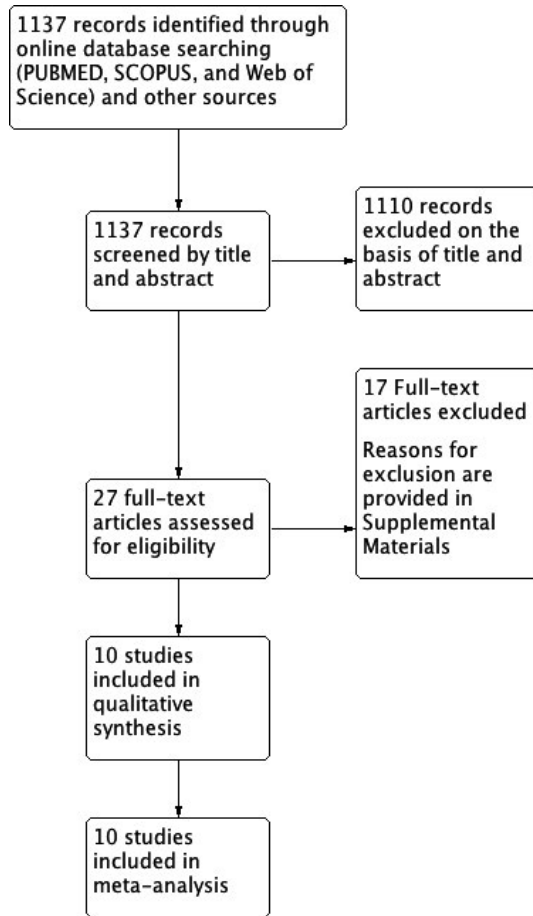 1137 records identified through
online database searching
(PUBMED, SCOPUS, and Web of
Science) and other sources
1137 records
screened by title
and abstract
1110 records
excluded on the
basis of title and
abstract
27 full-text
articles assessed
for eligibility
17 Full-text
articles excluded
Reasons for
exclusion are
provided in
Supplemental
Materials
10 studies
included in
qualitative
synthesis
10 studies
included in
meta-analysis